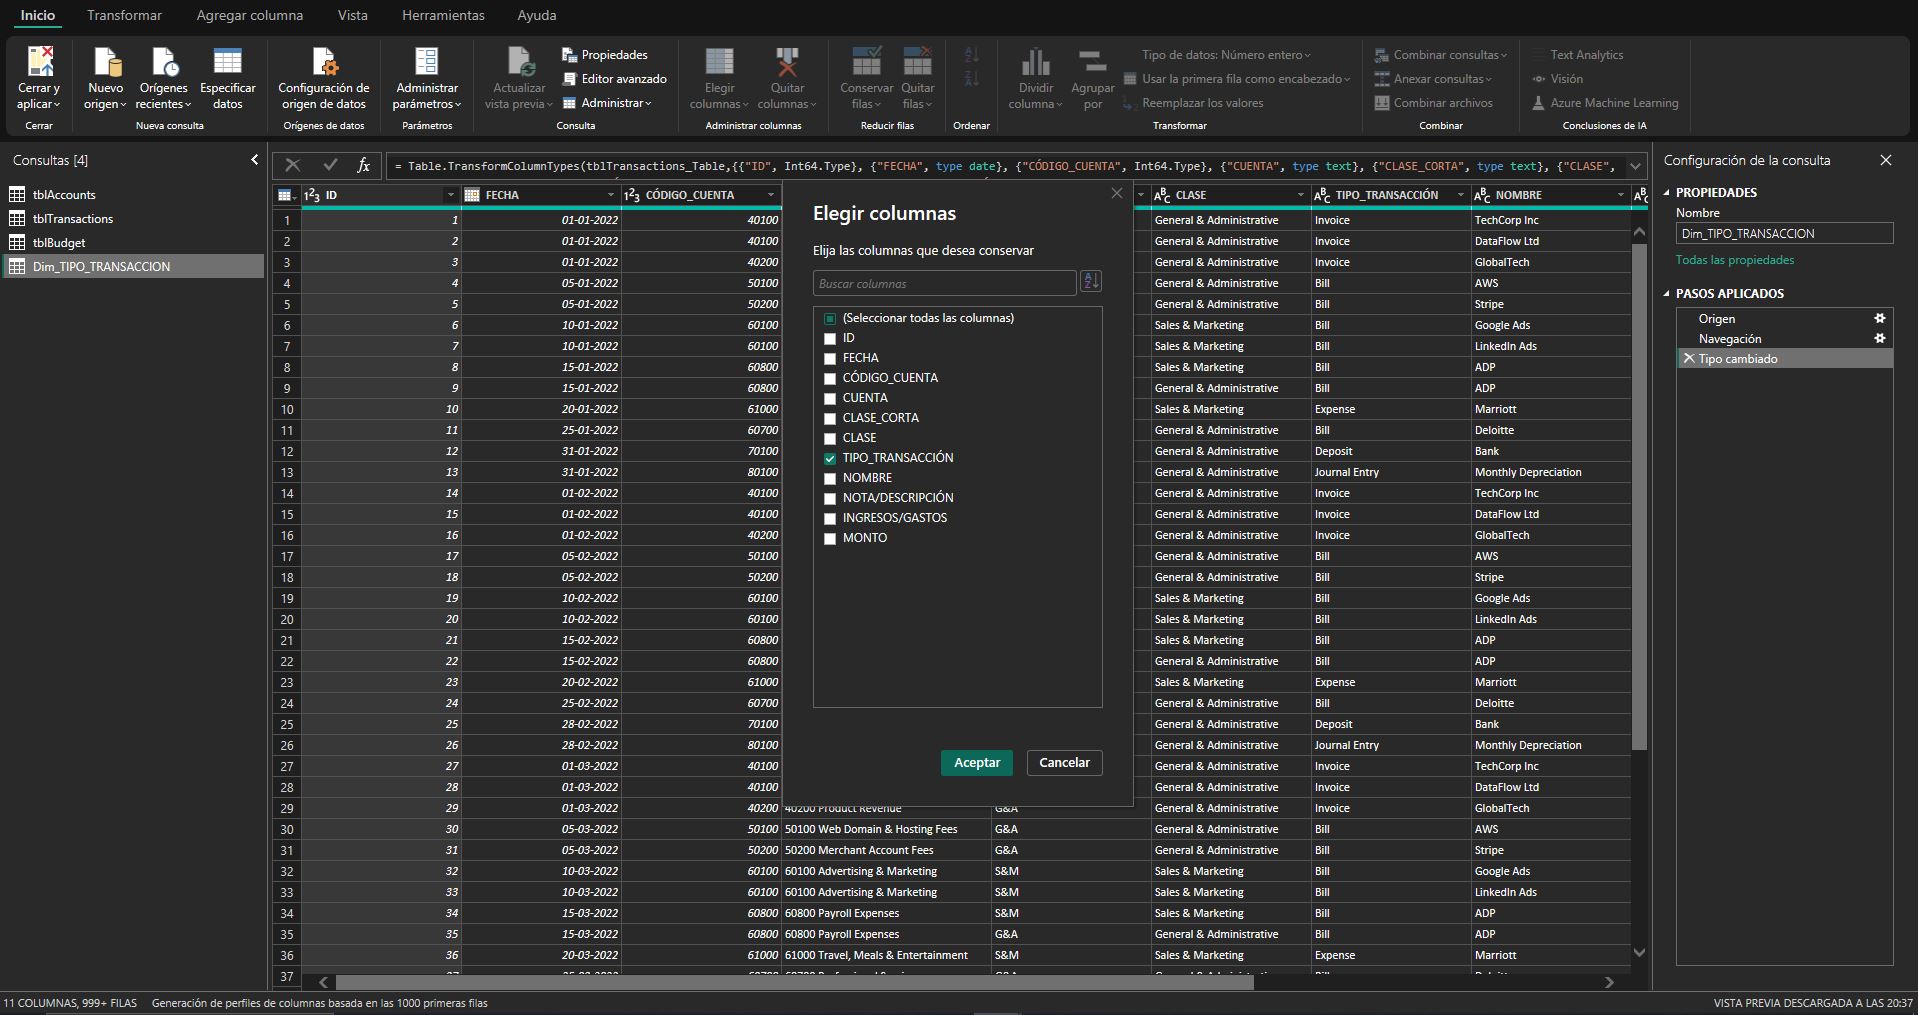 Inicio Transformar Agregar columna Vista Herramientas Ayuda
Cerrar y aplicar
Nuevo origen
Orígenes recientes
Especificar datos
Configuración de origen de datos
Administrar parámetros
Actualizar vista previa
Propiedades
Editor avanzado
Administrar
Elegir columnas
Quitar columnas
Conservar filas
Quitar filas
Dividir columna
Agrupar por
Tipo de datos: Número entero
Usar la primera fila como encabezado
Reemplazar los valores
Combinar consultas
Anexar consultas
Combinar archivos
Text Analytics
Visión
Azure Machine Learning
Cerrar Nueva consulta Orígenes de datos Parámetros Consulta Administrar columnas Reducir filas Ordenar Transformar Combinar Conclusiones de IA
Consultas [4]
tblAccounts
tblTransactions
tblBudget
Dim_TIPO_TRANSACCION
fx = Table.TransformColumnTypes(tblTransactions_Table,{{"ID", Int64.Type}, {"FECHA", type date}, {"CÓDIGO_CUENTA", Int64.Type}, {"CUENTA", type text}, {"CLASE_CORTA", type text}, {"CLASE",
ID FECHA CÓDIGO_CUENTA CLASE TIPO_TRANSACCIÓN NOMBRE
1 1 01-01-2022 40100 General & Administrative Invoice TechCorp Inc
2 2 01-01-2022 40100 General & Administrative Invoice DataFlow Ltd
3 3 01-01-2022 40200 General & Administrative Invoice GlobalTech
4 4 05-01-2022 50100 General & Administrative Bill AWS
5 5 05-01-2022 50200 General & Administrative Bill Stripe
6 6 10-01-2022 60100 Sales & Marketing Bill Google Ads
7 7 10-01-2022 60100 Sales & Marketing Bill LinkedIn Ads
8 8 15-01-2022 60800 Sales & Marketing Bill ADP
9 9 15-01-2022 60800 General & Administrative Bill ADP
10 10 20-01-2022 61000 Sales & Marketing Expense Marriott
11 11 25-01-2022 60700 General & Administrative Bill Deloitte
12 12 31-01-2022 70100 General & Administrative Deposit Bank
13 13 31-01-2022 80100 General & Administrative Journal Entry Monthly Depreciation
14 14 01-02-2022 40100 General & Administrative Invoice TechCorp Inc
15 15 01-02-2022 40100 General & Administrative Invoice DataFlow Ltd
16 16 01-02-2022 40200 General & Administrative Invoice GlobalTech
17 17 05-02-2022 50100 General & Administrative Bill AWS
18 18 05-02-2022 50200 General & Administrative Bill Stripe
19 19 10-02-2022 60100 Sales & Marketing Bill Google Ads
20 20 10-02-2022 60100 Sales & Marketing Bill LinkedIn Ads
21 21 15-02-2022 60800 Sales & Marketing Bill ADP
22 22 15-02-2022 60800 General & Administrative Bill ADP
23 23 20-02-2022 61000 Sales & Marketing Expense Marriott
24 24 25-02-2022 60700 General & Administrative Bill Deloitte
25 25 28-02-2022 70100 General & Administrative Deposit Bank
26 26 28-02-2022 80100 General & Administrative Journal Entry Monthly Depreciation
27 27 01-03-2022 40100 General & Administrative Invoice TechCorp Inc
28 28 01-03-2022 40100 General & Administrative Invoice DataFlow Ltd
29 29 01-03-2022 40200 40200 Product Revenue G&A General & Administrative Invoice GlobalTech
30 30 05-03-2022 50100 50100 Web Domain & Hosting Fees G&A General & Administrative Bill AWS
31 31 05-03-2022 50200 50200 Merchant Account Fees G&A General & Administrative Bill Stripe
32 32 10-03-2022 60100 60100 Advertising & Marketing S&M Sales & Marketing Bill Google Ads
33 33 10-03-2022 60100 60100 Advertising & Marketing S&M Sales & Marketing Bill LinkedIn Ads
34 34 15-03-2022 60800 60800 Payroll Expenses S&M Sales & Marketing Bill ADP
35 35 15-03-2022 60800 60800 Payroll Expenses G&A General & Administrative Bill ADP
36 36 20-03-2022 61000 61000 Travel, Meals & Entertainment S&M Sales & Marketing Expense Marriott
37
Elegir columnas
Elija las columnas que desea conservar
Buscar columnas
(Seleccionar todas las columnas)
ID
FECHA
CÓDIGO_CUENTA
CUENTA
CLASE_CORTA
CLASE
TIPO_TRANSACCIÓN
NOMBRE
NOTA/DESCRIPCIÓN
INGRESOS/GASTOS
MONTO
Aceptar Cancelar
Configuración de la consulta
PROPIEDADES
Nombre
Dim_TIPO_TRANSACCION
Todas las propiedades
PASOS APLICADOS
Origen
Navegación
Tipo cambiado
11 COLUMNAS, 999+ FILAS Generación de perfiles de columnas basada en las 1000 primeras filas
VISTA PREVIA DESCARGADA A LAS 20:37